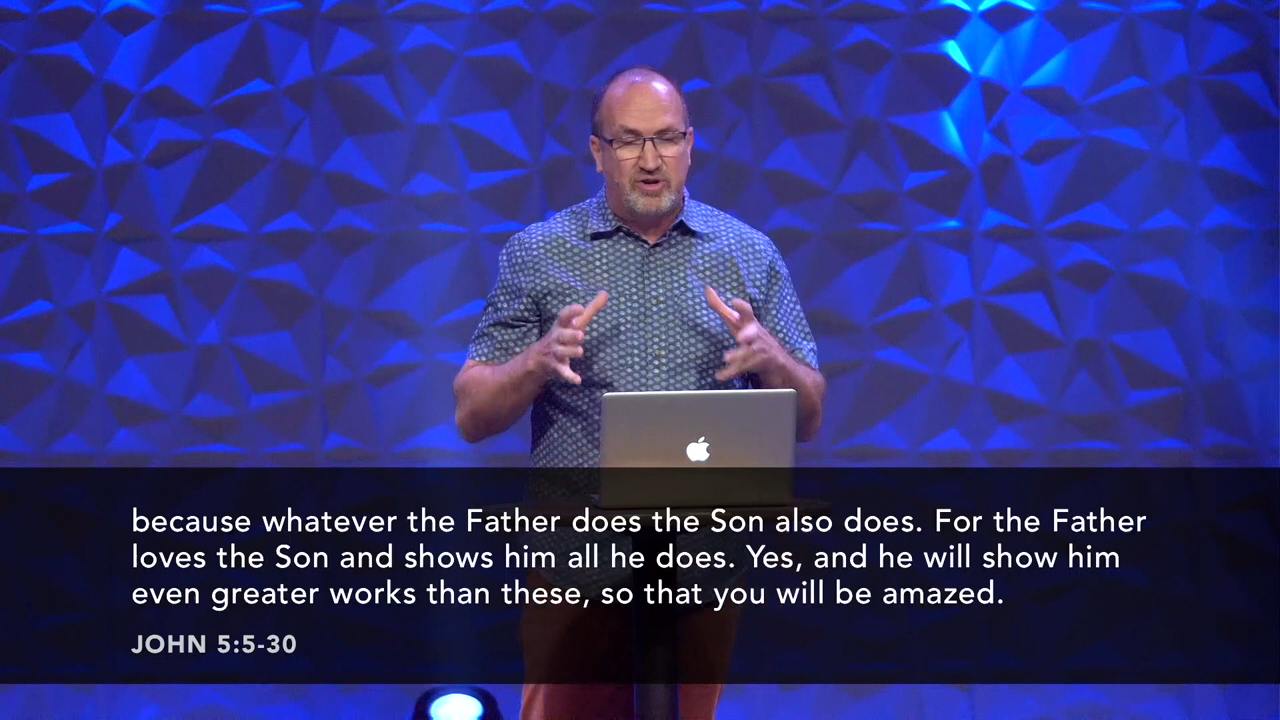 because whatever the Father does the Son also does. For the Father
loves the Son and shows him all he does. Yes, and he will show him
even greater works than these, so that you will be amazed.
JOHN 5:5-30